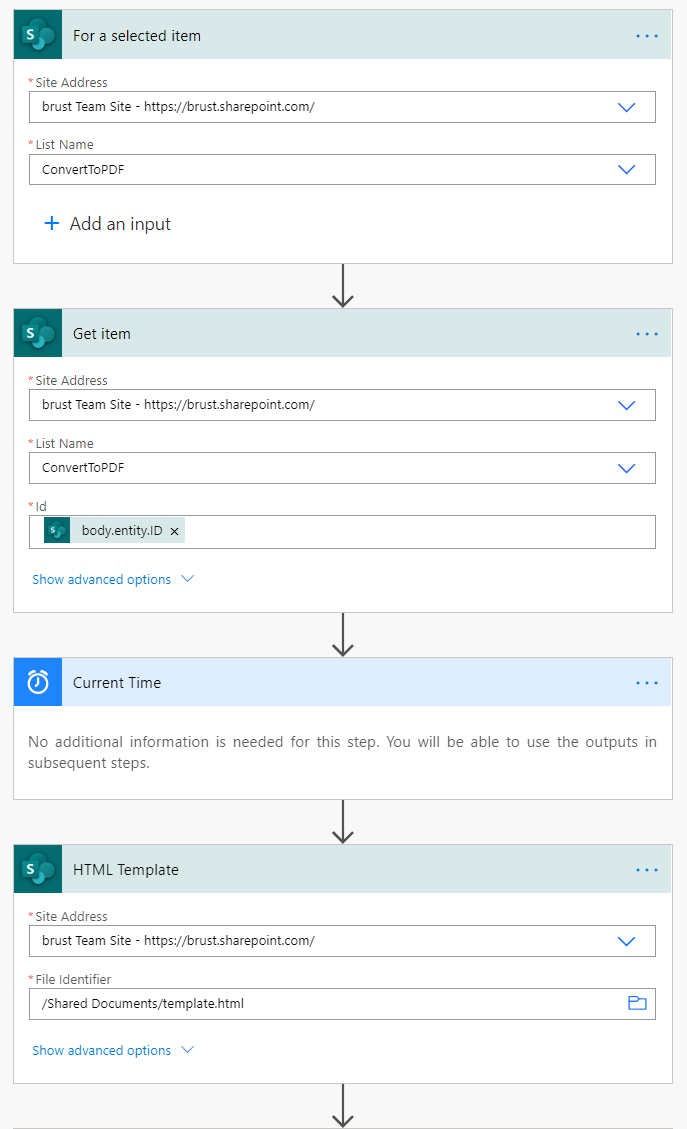 For a selected item
* Site Address
brust Team Site - https://brust.sharepoint.com/
* List Name
ConvertToPDF
Add an input
Get item
* Site Address
brust Team Site - https://brust.sharepoint.com/
* List Name
ConvertToPDF
* Id
body.entity.ID
Show advanced options
Current Time
No additional information is needed for this step. You will be able to use the outputs in
subsequent steps.
HTML Template
* Site Address
brust Team Site - https://brust.sharepoint.com/
* File Identifier
/Shared Documents/template.html
Show advanced options